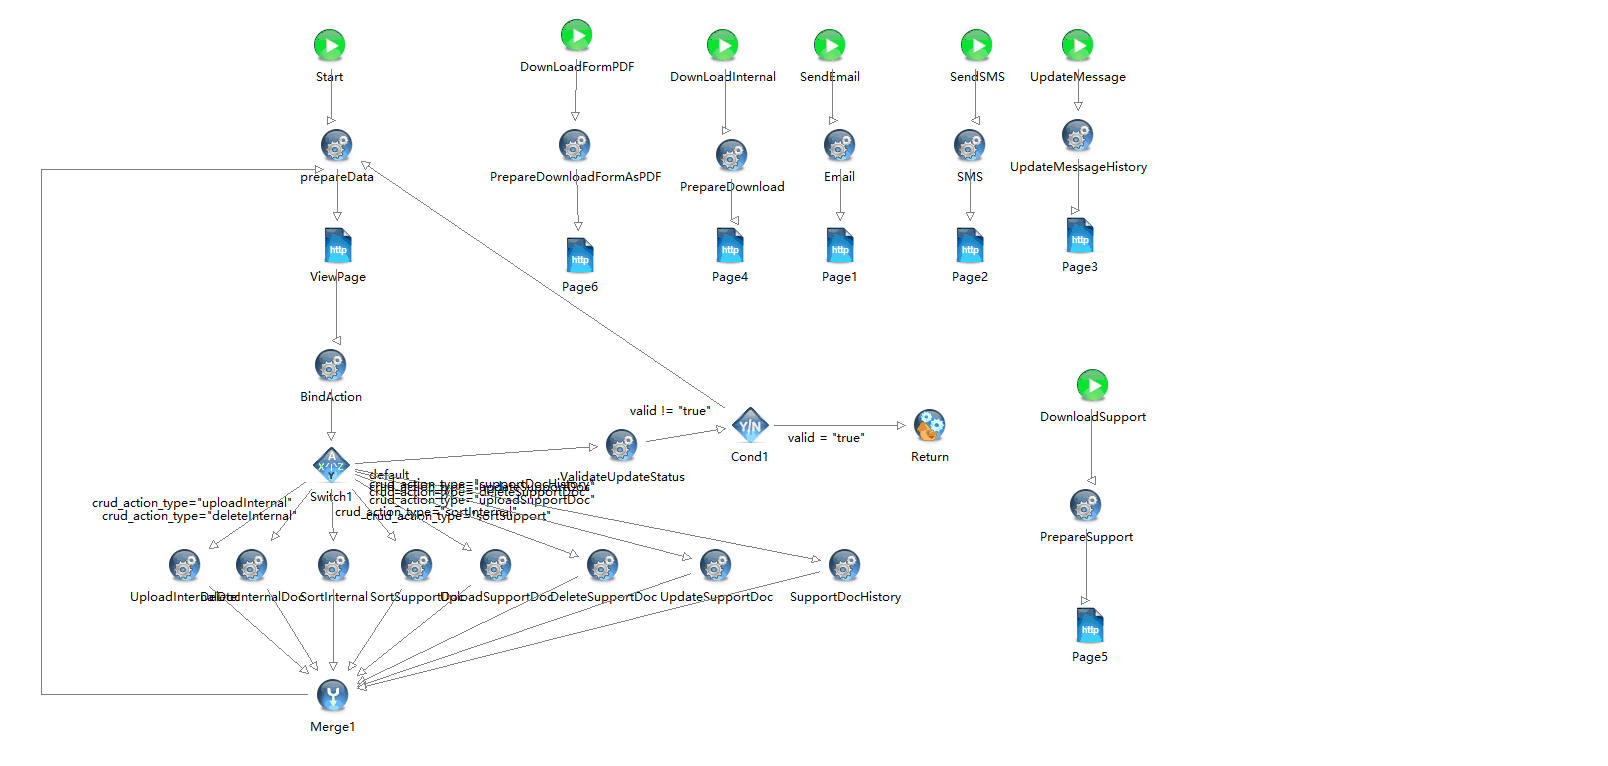 Start
DownLoadFormPDF
DownLoadInternal
SendEmail
SendSMS
UpdateMessage
prepareData
PrepareDownloadFormAsPDF
PrepareDownload
Email
SMS
UpdateMessageHistory
http
ViewPage
http
Page6
http
Page4
http
Page1
http
Page2
http
Page3
BindAction
DownloadSupport
valid != "true"
Y/N
valid = "true"
Cond1
Return
A
X Z
Y
Switch1
default
ValidateUpdateStatus
crud_action_type="supportDocHistory"
crud_action_type="updateSupportDoc"
crud_action_type="deleteSupportDoc"
crud_action_type="uploadSupportDoc"
crud_action_type="uploadInternal"
crud_action_type="sortInternal"
crud_action_type="deleteInternal"
crud_action_type="sortSupport"
PrepareSupport
UploadInternalDoc
DeleteInternalDoc
SortInternal
SortSupportDoc
UploadSupportDoc
DeleteSupportDoc
UpdateSupportDoc
SupportDocHistory
http
Page5
Merge1